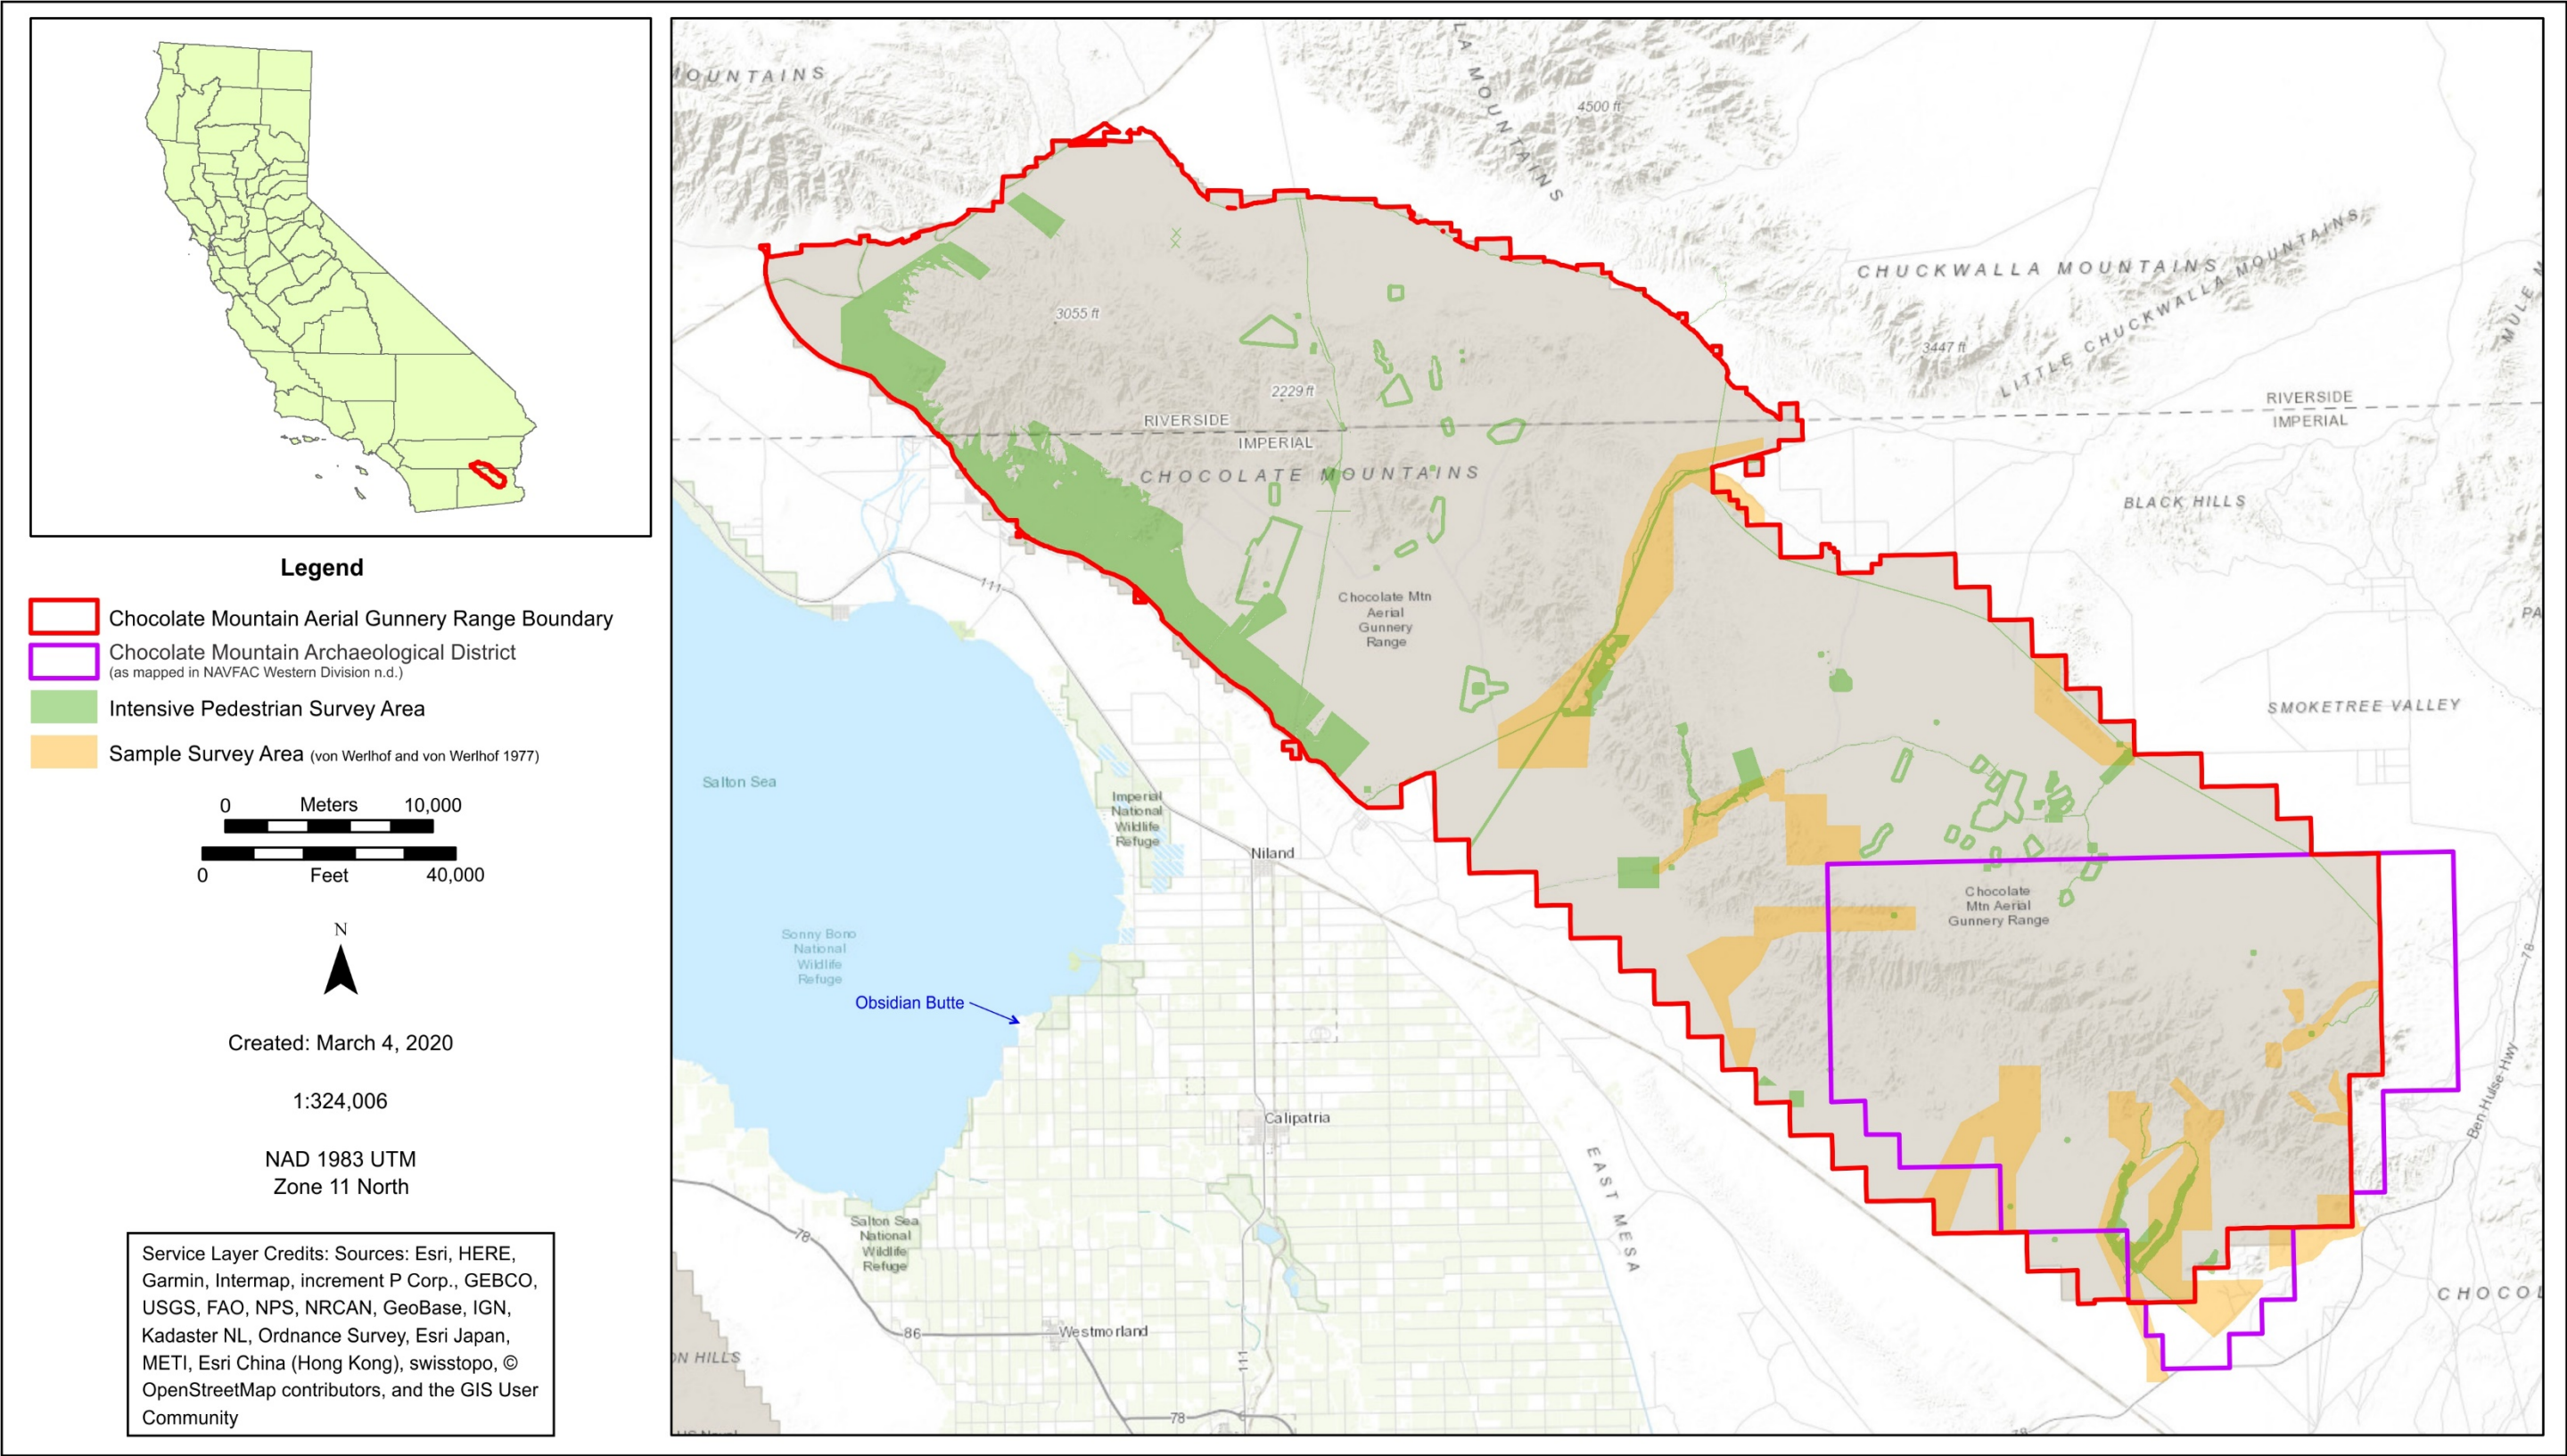 Legend
Chocolate Mountain Aerial Gunnery Range Boundary
Chocolate Mountain Archaeological District
(as mapped in NAVFAC Western Division n.d.)
Intensive Pedestrian Survey Area
Sample Survey Area (von Werlhof and von Werlhof 1977)
0 Meters 10,000
0 Feet 40,000
N
Created: March 4, 2020
1:324,006
NAD 1983 UTM
Zone 11 North
Service Layer Credits: Sources: Esri, HERE,
Garmin, Intermap, increment P Corp., GEBCO,
USGS, FAO, NPS, NRCAN, GeoBase, IGN,
Kadaster NL, Ordnance Survey, Esri Japan,
METI, Esri China (Hong Kong), swisstopo, ©
OpenStreetMap contributors, and the GIS User
Community
MOUNTAINS
LA MOUNTAINS
4500 ft
CHUCKWALLA MOUNTAINS
LITTLE CHUCKWALLA MOUNTAINS
MULE M
3055 ft
3447 ft
2229 ft
RIVERSIDE
IMPERIAL
RIVERSIDE
IMPERIAL
CHOCOLATE MOUNTAINS
BLACK HILLS
111
Chocolate Mtn
Aerial
Gunnery
Range
PA
SMOKETREE VALLEY
Salton Sea
Imperial
National
Wildlife
Refuge
Niland
Chocolate
Mtn Aerial
Gunnery Range
Sonny Bono
National
Wildlife
Refuge
78
Obsidian Butte
Ben Hulse Hwy
Calipatria
EAST MESA
Salton Sea
National
Wildlife
Refuge
78
CHOCOL
86
Westmorland
ON HILLS
111
78
78